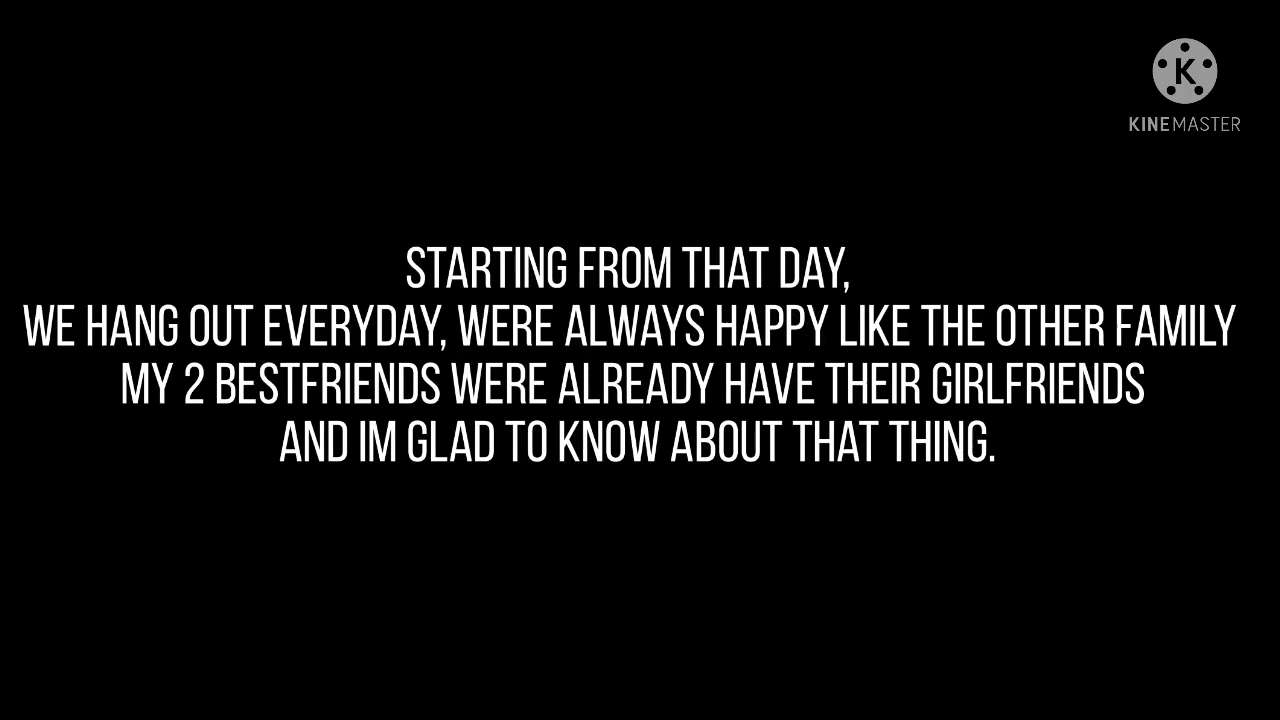 K
KINEMASTER
STARTING FROM THAT DAY,
WE HANG OUT EVERYDAY, WERE ALWAYS HAPPY LIKE THE OTHER FAMILY
MY 2 BESTFRIENDS WERE ALREADY HAVE THEIR GIRLFRIENDS
AND IM GLAD TO KNOW ABOUT THAT THING.